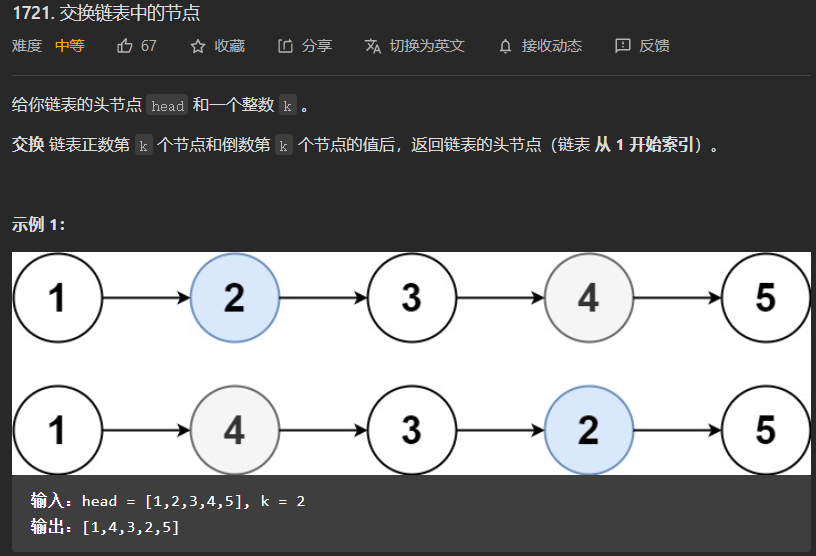 1721. 交换链表中的节点
难度 中等 67 收藏 分享 切换为英文 接收动态 反馈
给你链表的头节点 head 和一个整数 k 。
交换 链表正数第 k 个节点和倒数第 k 个节点的值后，返回链表的头节点（链表 从 1 开始索引）。
示例 1：
1 2 3 4 5
1 4 3 2 5
输入：head = [1,2,3,4,5], k = 2
输出：[1,4,3,2,5]